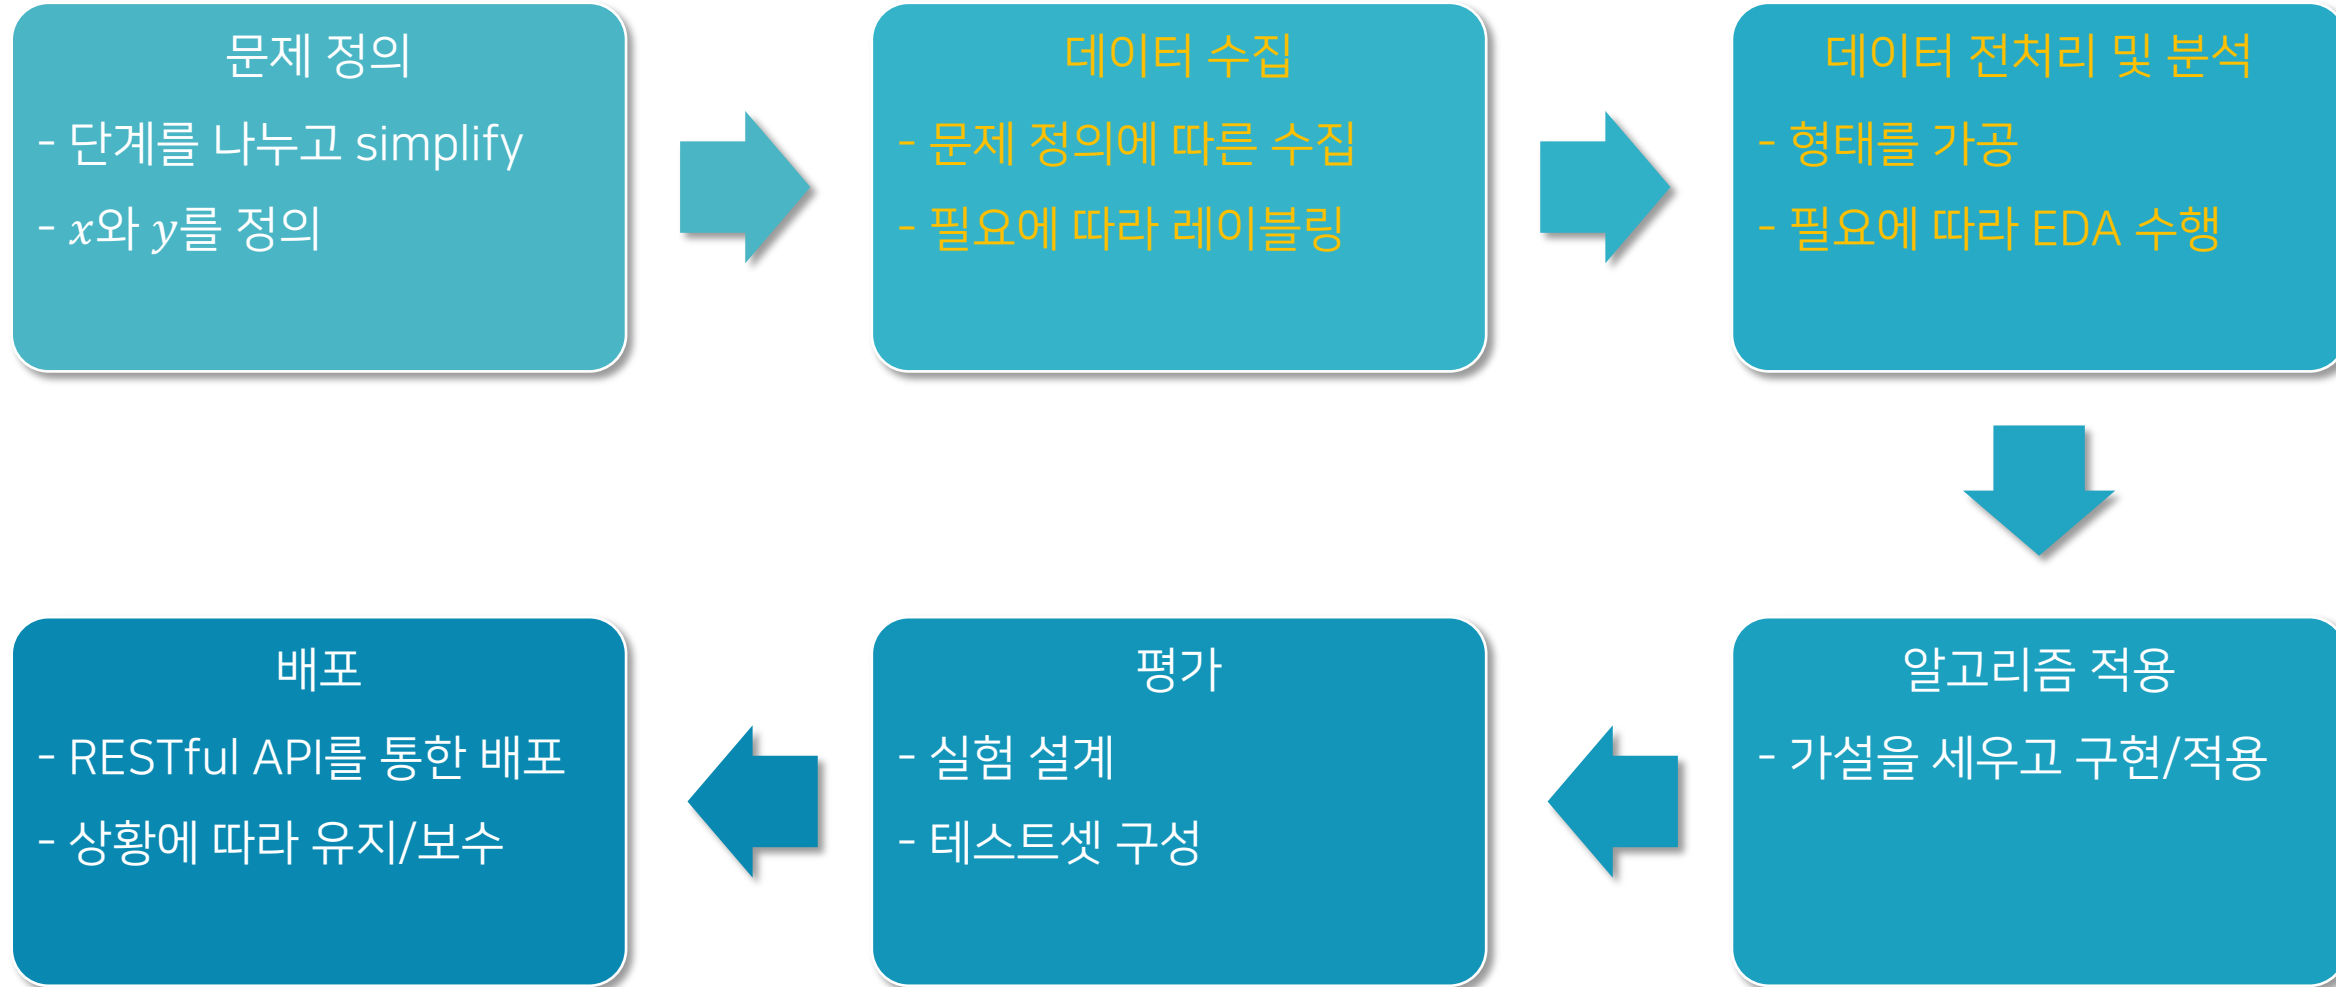 문제 정의
- 단계를 나누고 simplify
- x와 y를 정의
데이터 수집
- 문제 정의에 따른 수집
- 필요에 따라 레이블링
데이터 전처리 및 분석
- 형태를 가공
- 필요에 따라 EDA 수행
알고리즘 적용
- 가설을 세우고 구현/적용
평가
- 실험 설계
- 테스트셋 구성
배포
- RESTful API를 통한 배포
- 상황에 따라 유지/보수